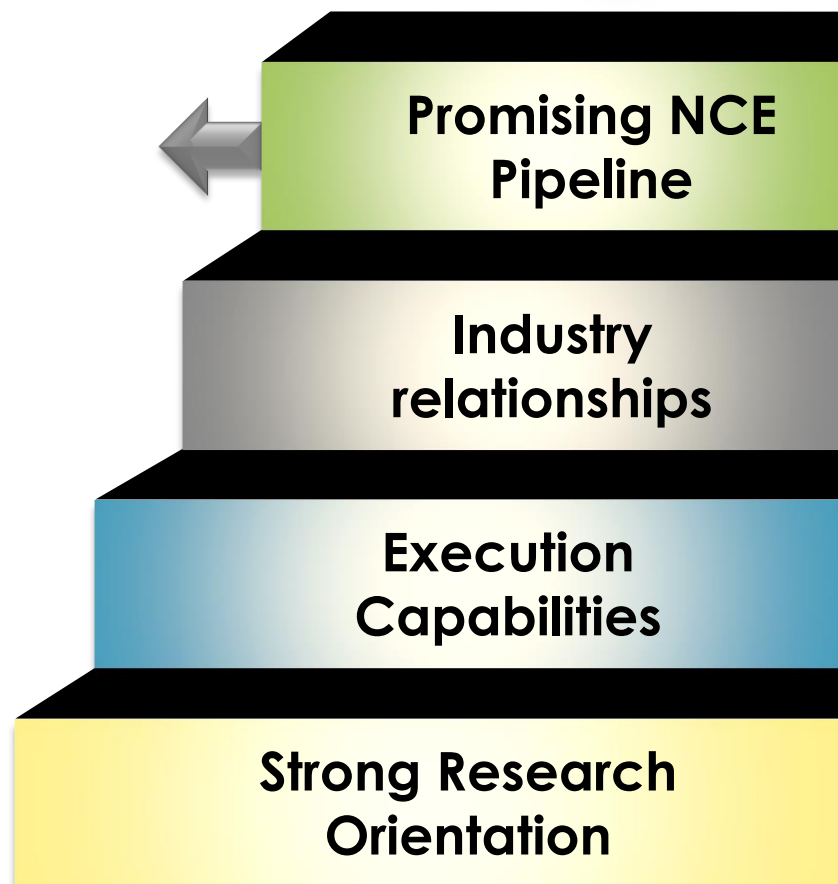 Promising NCE
Pipeline
Industry
relationships
Execution
Capabilities
Strong Research
Orientation